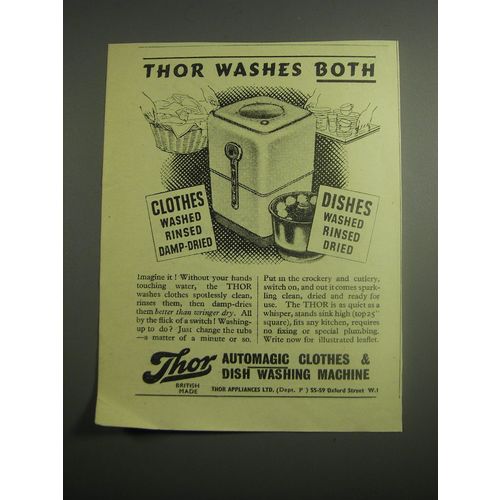 THOR WASHES BOTH
CLOTHES
WASHED
RINSED
DAMP-DRIED
DISHES
WASHED
RINSED
DRIED
Imagine it! Without your hands
touching water, the THOR
washes clothes spotlessly clean,
rinses them, then damp-dries
them better than wringer dry. All
by the flick of a switch! Washing-
up to do? Just change the tubs
—a matter of a minute or so.
Put in the crockery and cutlery,
switch on, and out it comes spark-
ling clean, dried and ready for
use. The THOR is as quiet as a
whisper, stands sink high (top 25"
square), fits any kitchen, requires
no fixing or special plumbing.
Write now for illustrated leaflet.
Thor
BRITISH
MADE
AUTOMAGIC CLOTHES &
DISH WASHING MACHINE
THOR APPLIANCES LTD. (Dept. P ) 55-59 Oxford Street W.1